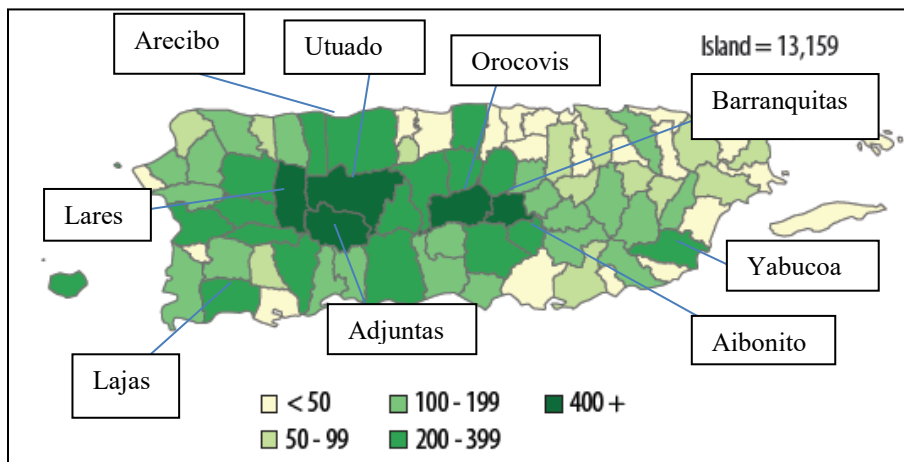 Arecibo
Utuado
Orocovis
Island = 13,159
Barranquitas
Lares
Yabucoa
Adjuntas
Aibonito
Lajas
< 50
100 - 199
400 +
50 - 99
200 - 399